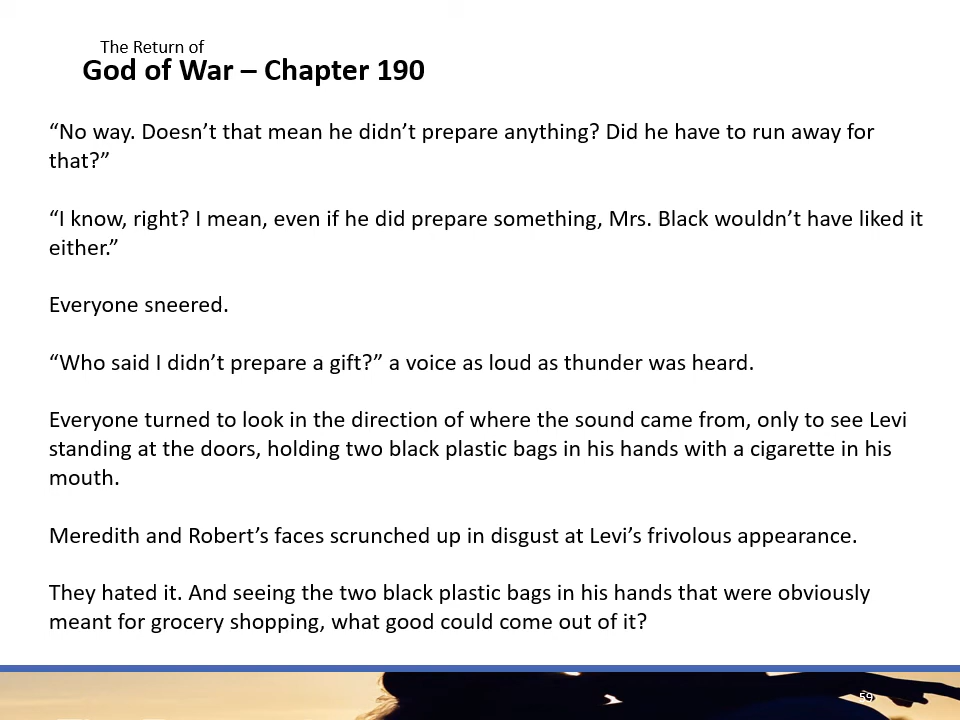 The Return of
God of War – Chapter 190
“No way. Doesn’t that mean he didn’t prepare anything? Did he have to run away for
that?”
“I know, right? I mean, even if he did prepare something, Mrs. Black wouldn’t have liked it
either.”
Everyone sneered.
“Who said I didn’t prepare a gift?” a voice as loud as thunder was heard.
Everyone turned to look in the direction of where the sound came from, only to see Levi
standing at the doors, holding two black plastic bags in his hands with a cigarette in his
mouth.
Meredith and Robert’s faces scrunched up in disgust at Levi’s frivolous appearance.
They hated it. And seeing the two black plastic bags in his hands that were obviously
meant for grocery shopping, what good could come out of it?
59